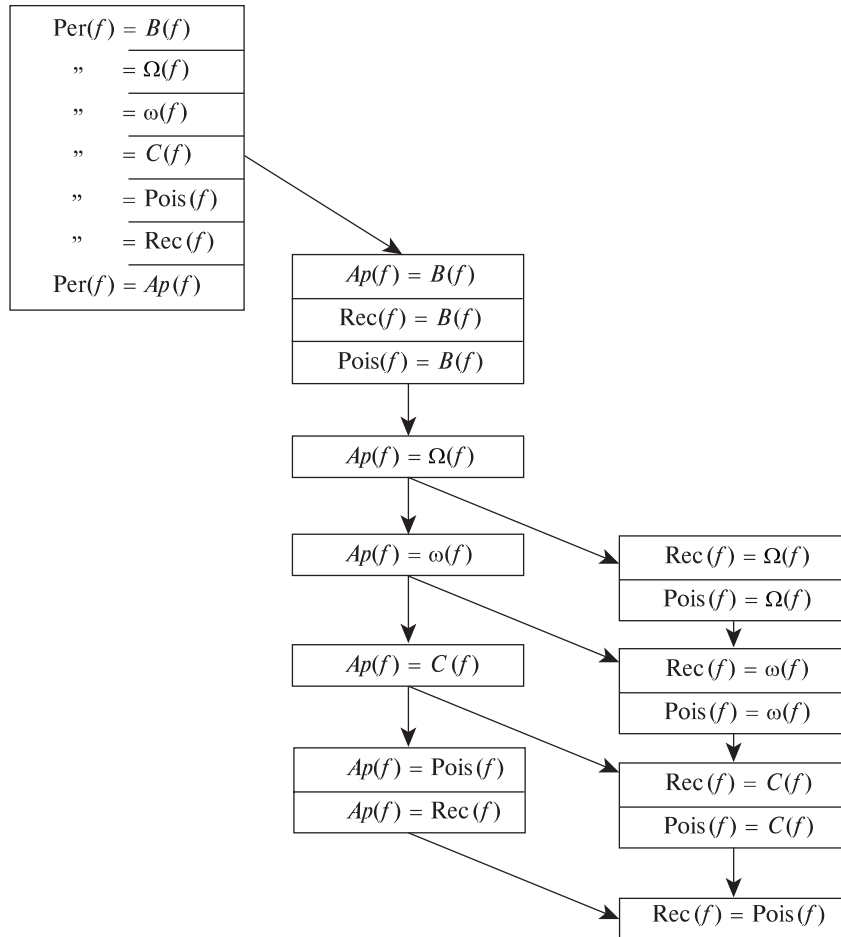 Per(f) = B(f)
” = Ω(f)
” = ω(f)
” = C(f)
” = Pois(f)
” = Rec(f)
Per(f) = Ap(f)
Ap(f) = B(f)
Rec(f) = B(f)
Pois(f) = B(f)
Ap(f) = Ω(f)
Ap(f) = ω(f)
Rec(f) = Ω(f)
Pois(f) = Ω(f)
Ap(f) = C(f)
Rec(f) = ω(f)
Pois(f) = ω(f)
Ap(f) = Pois(f)
Ap(f) = Rec(f)
Rec(f) = C(f)
Pois(f) = C(f)
Rec(f) = Pois(f)